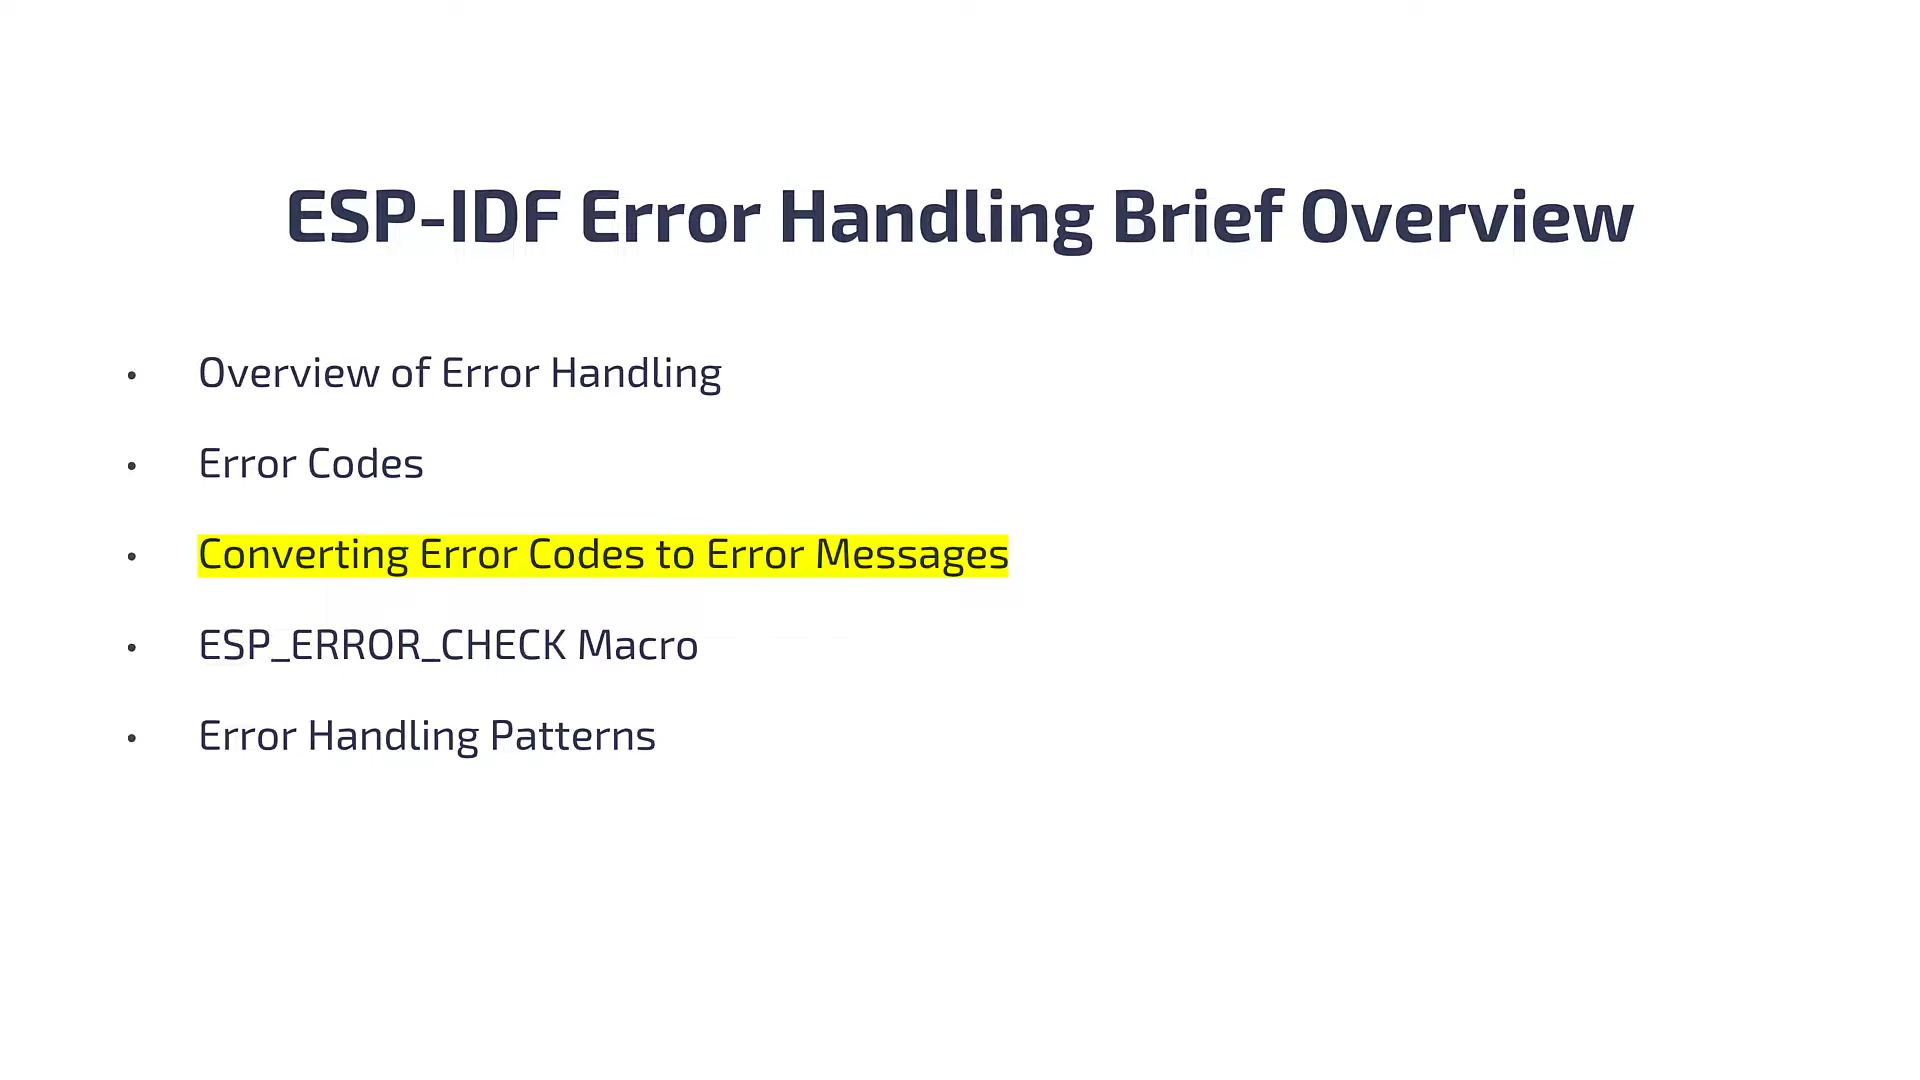 ESP-IDF Error Handling Brief Overview
• Overview of Error Handling
• Error Codes
• Converting Error Codes to Error Messages
• ESP_ERROR_CHECK Macro
• Error Handling Patterns